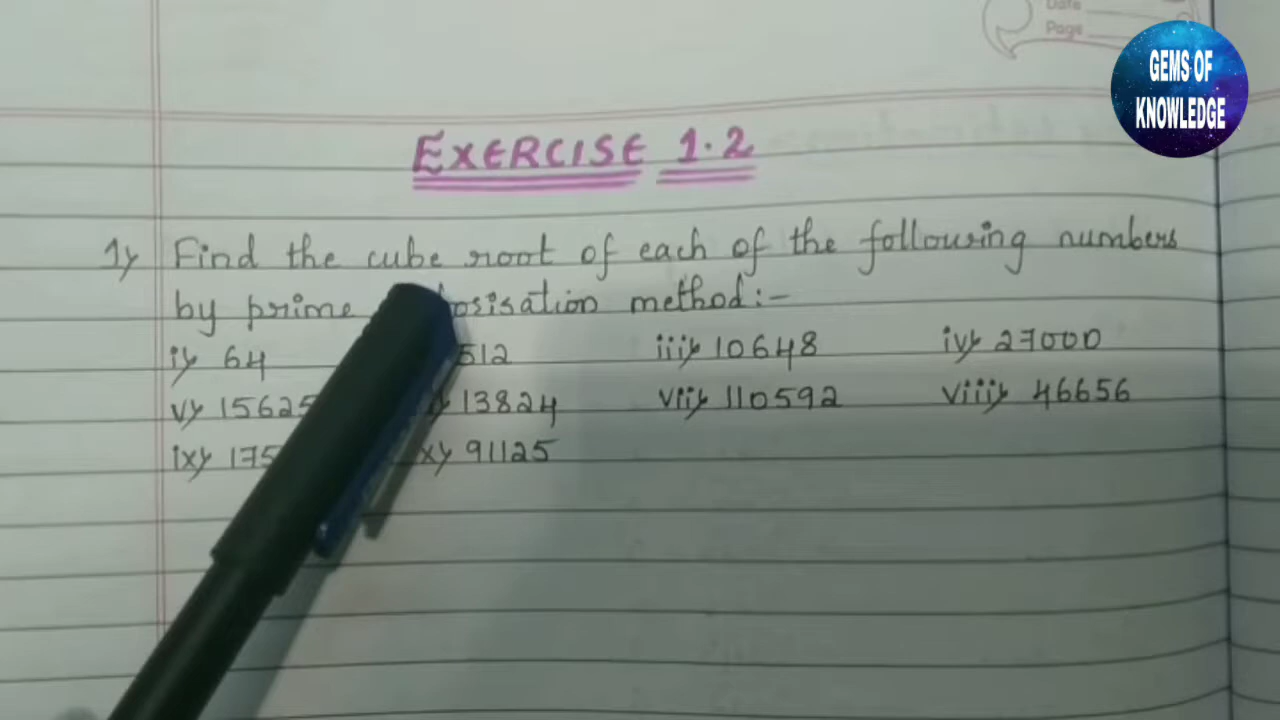 Date
Page
GEMS OF
KNOWLEDGE
EXERCISE 1.2
1) Find the cube root of each of the following numbers
by prime method:-
i) 64 512 iii) 10648 iv) 27000
v) 15625 13824 vii) 110592 viii) 46656
ix) x) 91125